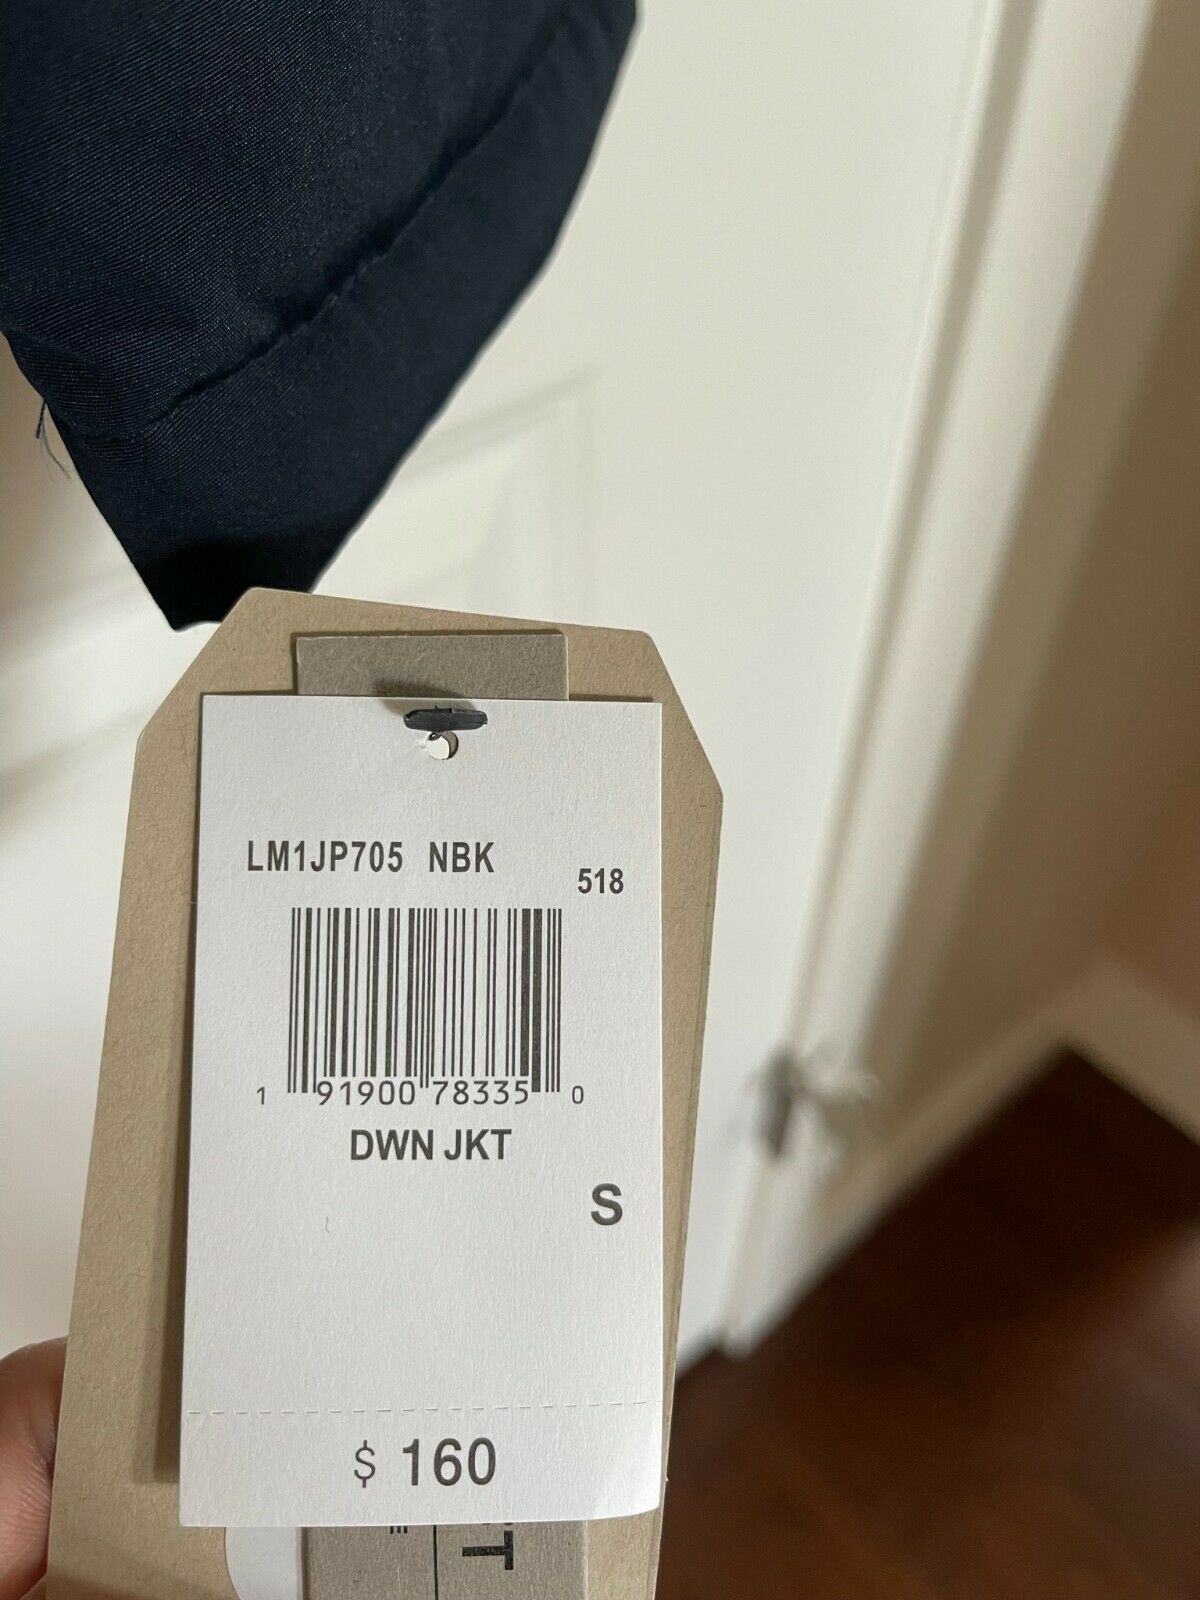 LM1JP705 NBK
518
1 91900 78335 0
DWN JKT
S
$ 160